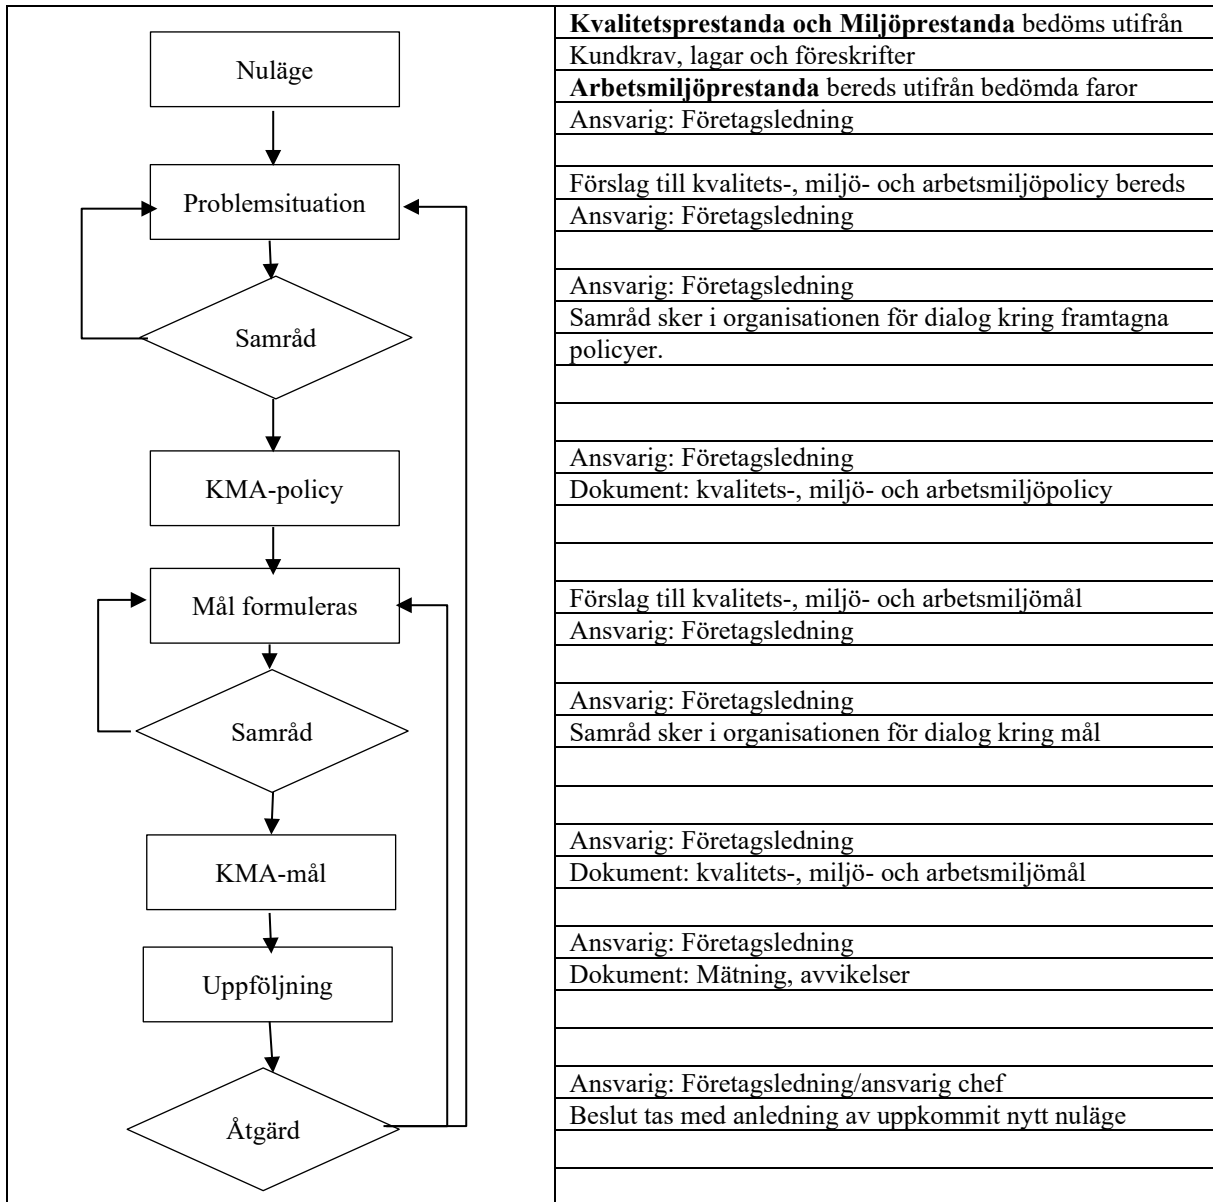 Nuläge
Kvalitetsprestanda och Miljöprestanda bedöms utifrån
Kundkrav, lagar och föreskrifter
Arbetsmiljöprestanda bereds utifrån bedömda faror
Ansvarig: Företagsledning
Problemsituation
Förslag till kvalitets-, miljö- och arbetsmiljöpolicy bereds
Ansvarig: Företagsledning
Samråd
Ansvarig: Företagsledning
Samråd sker i organisationen för dialog kring framtagna
policyer.
KMA-policy
Ansvarig: Företagsledning
Dokument: kvalitets-, miljö- och arbetsmiljöpolicy
Mål formuleras
Förslag till kvalitets-, miljö- och arbetsmiljömål
Ansvarig: Företagsledning
Samråd
Ansvarig: Företagsledning
Samråd sker i organisationen för dialog kring mål
KMA-mål
Ansvarig: Företagsledning
Dokument: kvalitets-, miljö- och arbetsmiljömål
Uppföljning
Ansvarig: Företagsledning
Dokument: Mätning, avvikelser
Åtgärd
Ansvarig: Företagsledning/ansvarig chef
Beslut tas med anledning av uppkommit nytt nuläge